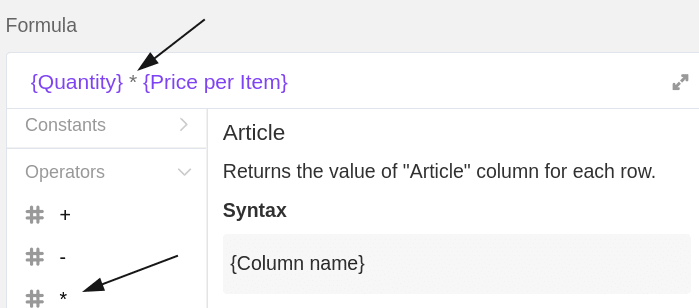 Formula
{Quantity} * {Price per Item}
Constants
Operators
+
-
*
Article
Returns the value of "Article" column for each row.
Syntax
{Column name}